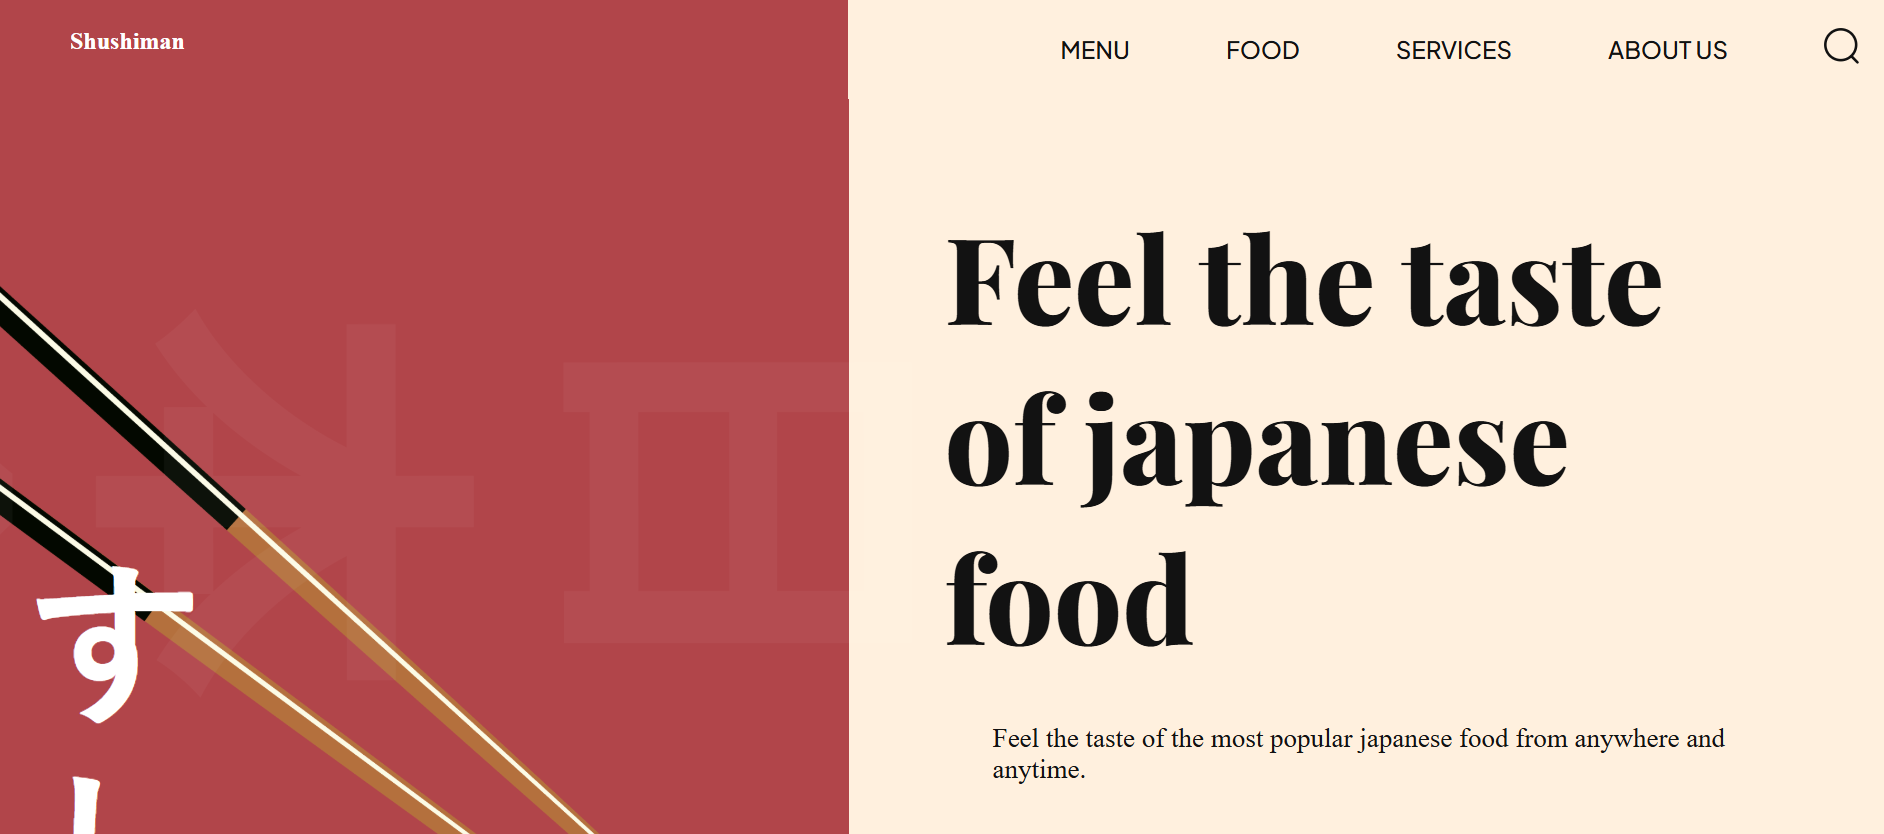 Shushiman
MENU
FOOD
SERVICES
ABOUT US
Feel the taste
of japanese
food
Feel the taste of the most popular japanese food from anywhere and
anytime.
す